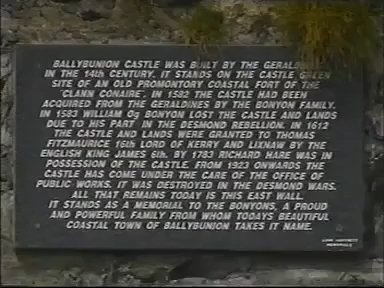 BALLYBUNION CASTLE WAS BUILT BY THE GERALDINES
IN THE 14th CENTURY. IT STANDS ON THE CASTLE GREEN
SITE OF AN OLD PROMONTORY COASTAL FORT OF THE
'CLANN CONAIRE'. IN 1582 THE CASTLE HAD BEEN
ACQUIRED FROM THE GERALDINES BY THE BONYON FAMILY.
IN 1583 WILLIAM Og BONYON LOST THE CASTLE AND LANDS
DUE TO HIS PART IN THE DESMOND REBELLION. IN 1612
THE CASTLE AND LANDS WERE GRANTED TO THOMAS
FITZMAURICE 16th LORD OF KERRY AND LIXNAW BY THE
ENGLISH KING JAMES 6th. BY 1783 RICHARD HARE WAS IN
POSSESSION OF THE CASTLE. FROM 1923 ONWARDS THE
CASTLE HAS COME UNDER THE CARE OF THE OFFICE OF
PUBLIC WORKS. IT WAS DESTROYED IN THE DESMOND WARS.
ALL THAT REMAINS TODAY IS THIS EAST WALL.
IT STANDS AS A MEMORIAL TO THE BONYONS, A PROUD
AND POWERFUL FAMILY FROM WHOM TODAYS BEAUTIFUL
COASTAL TOWN OF BALLYBUNION TAKES IT NAME.